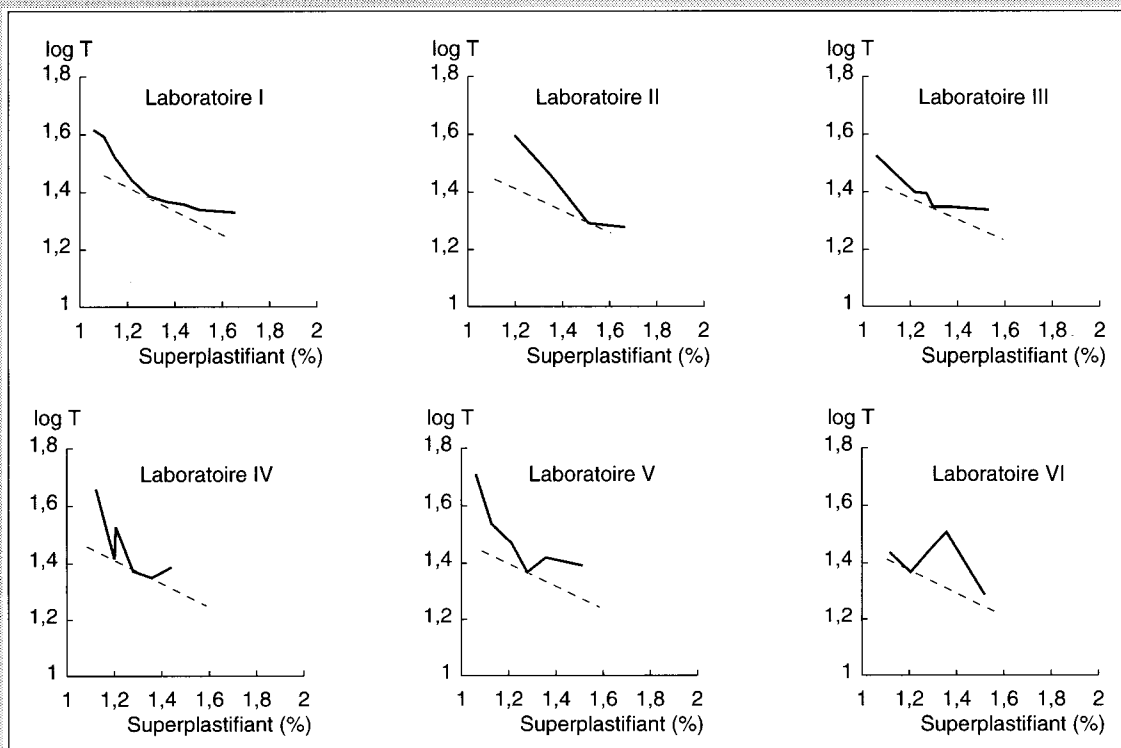 log T
1,8
1,6
1,4
1,2
1
Laboratoire I
1 1,2 1,4 1,6 1,8 2
Superplastifiant (%)
log T
1,8
1,6
1,4
1,2
1
Laboratoire II
1 1,2 1,4 1,6 1,8 2
Superplastifiant (%)
log T
1,8
1,6
1,4
1,2
1
Laboratoire III
1 1,2 1,4 1,6 1,8 2
Superplastifiant (%)
log T
1,8
1,6
1,4
1,2
1
Laboratoire IV
1 1,2 1,4 1,6 1,8 2
Superplastifiant (%)
log T
1,8
1,6
1,4
1,2
1
Laboratoire V
1 1,2 1,4 1,6 1,8 2
Superplastifiant (%)
log T
1,8
1,6
1,4
1,2
1
Laboratoire VI
1 1,2 1,4 1,6 1,8 2
Superplastifiant (%)